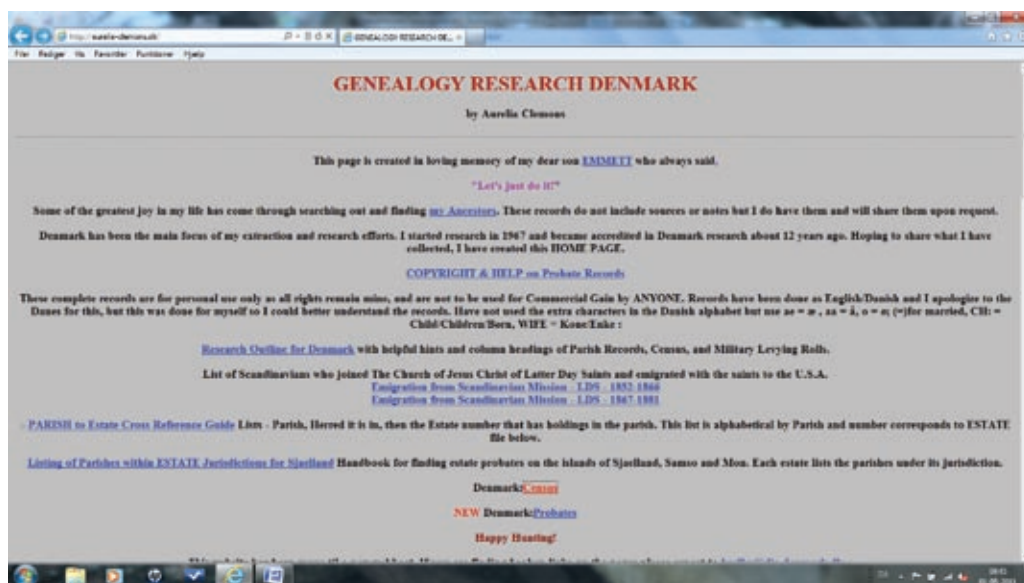 GENEALOGY RESEARCH DE...
Filer Rediger Vis Favoritter Funktioner Hjælp
GENEALOGY RESEARCH DENMARK
by Aurelia Clemons
This page is created in loving memory of my dear son EMMETT who always said.
"Let's just do it!"
Some of the greatest joy in my life has come through searching out and finding my Ancestors. These records do not include sources or notes but I do have them and will share them upon request.
Denmark has been the main focus of my extraction and research efforts. I started research in 1967 and became accredited in Denmark research about 12 years ago. Hoping to share what I have
collected, I have created this HOME PAGE.
COPYRIGHT & HELP on Probate Records
These complete records are for personal use only as all rights remain mine, and are not to be used for Commercial Gain by ANYONE. Records have been done as English/Danish and I apologize to the
Danes for this, but this was done for myself so I could better understand the records. Have not used the extra characters in the Danish alphabet but use ae = æ , aa = å, o = ø; (=)for married, CH: =
Child/Children/Born, WIFE = Kone/Enke :
Research Outline for Denmark with helpful hints and column headings of Parish Records, Census, and Military Levying Rolls.
List of Scandinavians who joined The Church of Jesus Christ of Latter Day Saints and emigrated with the saints to the U.S.A.
Emigration from Scandinavian Mission - LDS - 1852-1866
Emigration from Scandinavian Mission - LDS - 1867-1881
- PARISH to Estate Cross Reference Guide Lists - Parish, Herred it is in, then the Estate number that has holdings in the parish. This list is alphabetical by Parish and number corresponds to ESTATE
file below.
Listing of Parishes within ESTATE Jurisdictions for Sjaelland Handbook for finding estate probates on the islands of Sjaelland, Samso and Mon. Each estate lists the parishes under its jurisdiction.
Denmark:Census
NEW Denmark:Probates
Happy Hunting!